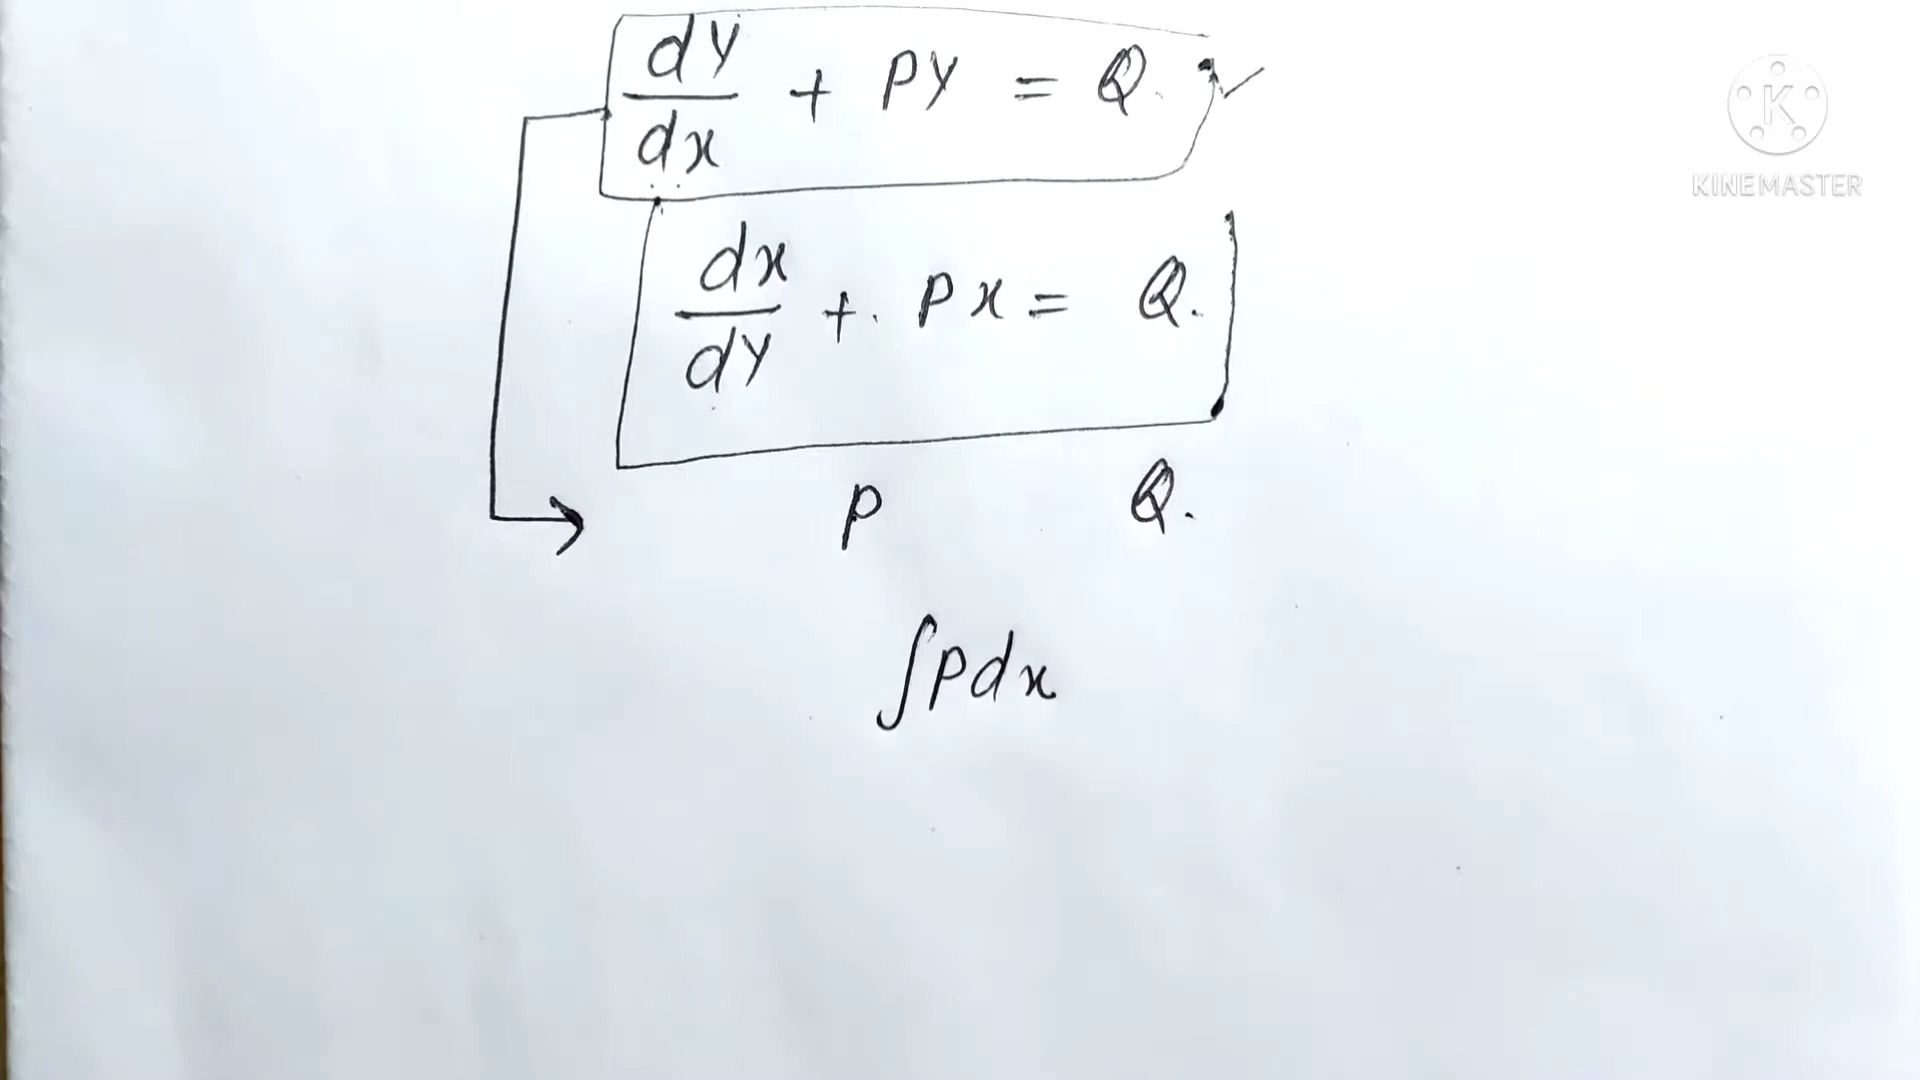 dy/dx + Py = Q.
dx/dy + Px = Q.
P Q.
∫Pdx
K
KINEMASTER